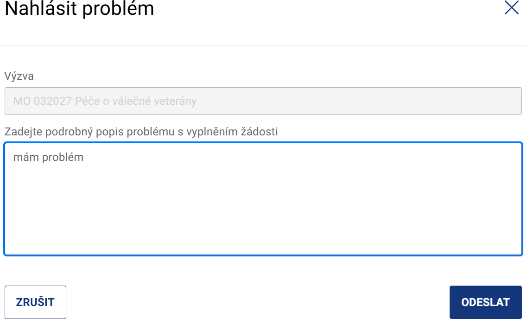 Nahlásit problém
Výzva
MO 032027 Péče o válečné veterány
Zadejte podrobný popis problému s vyplněním žádosti
mám problém
ZRUŠIT
ODESLAT